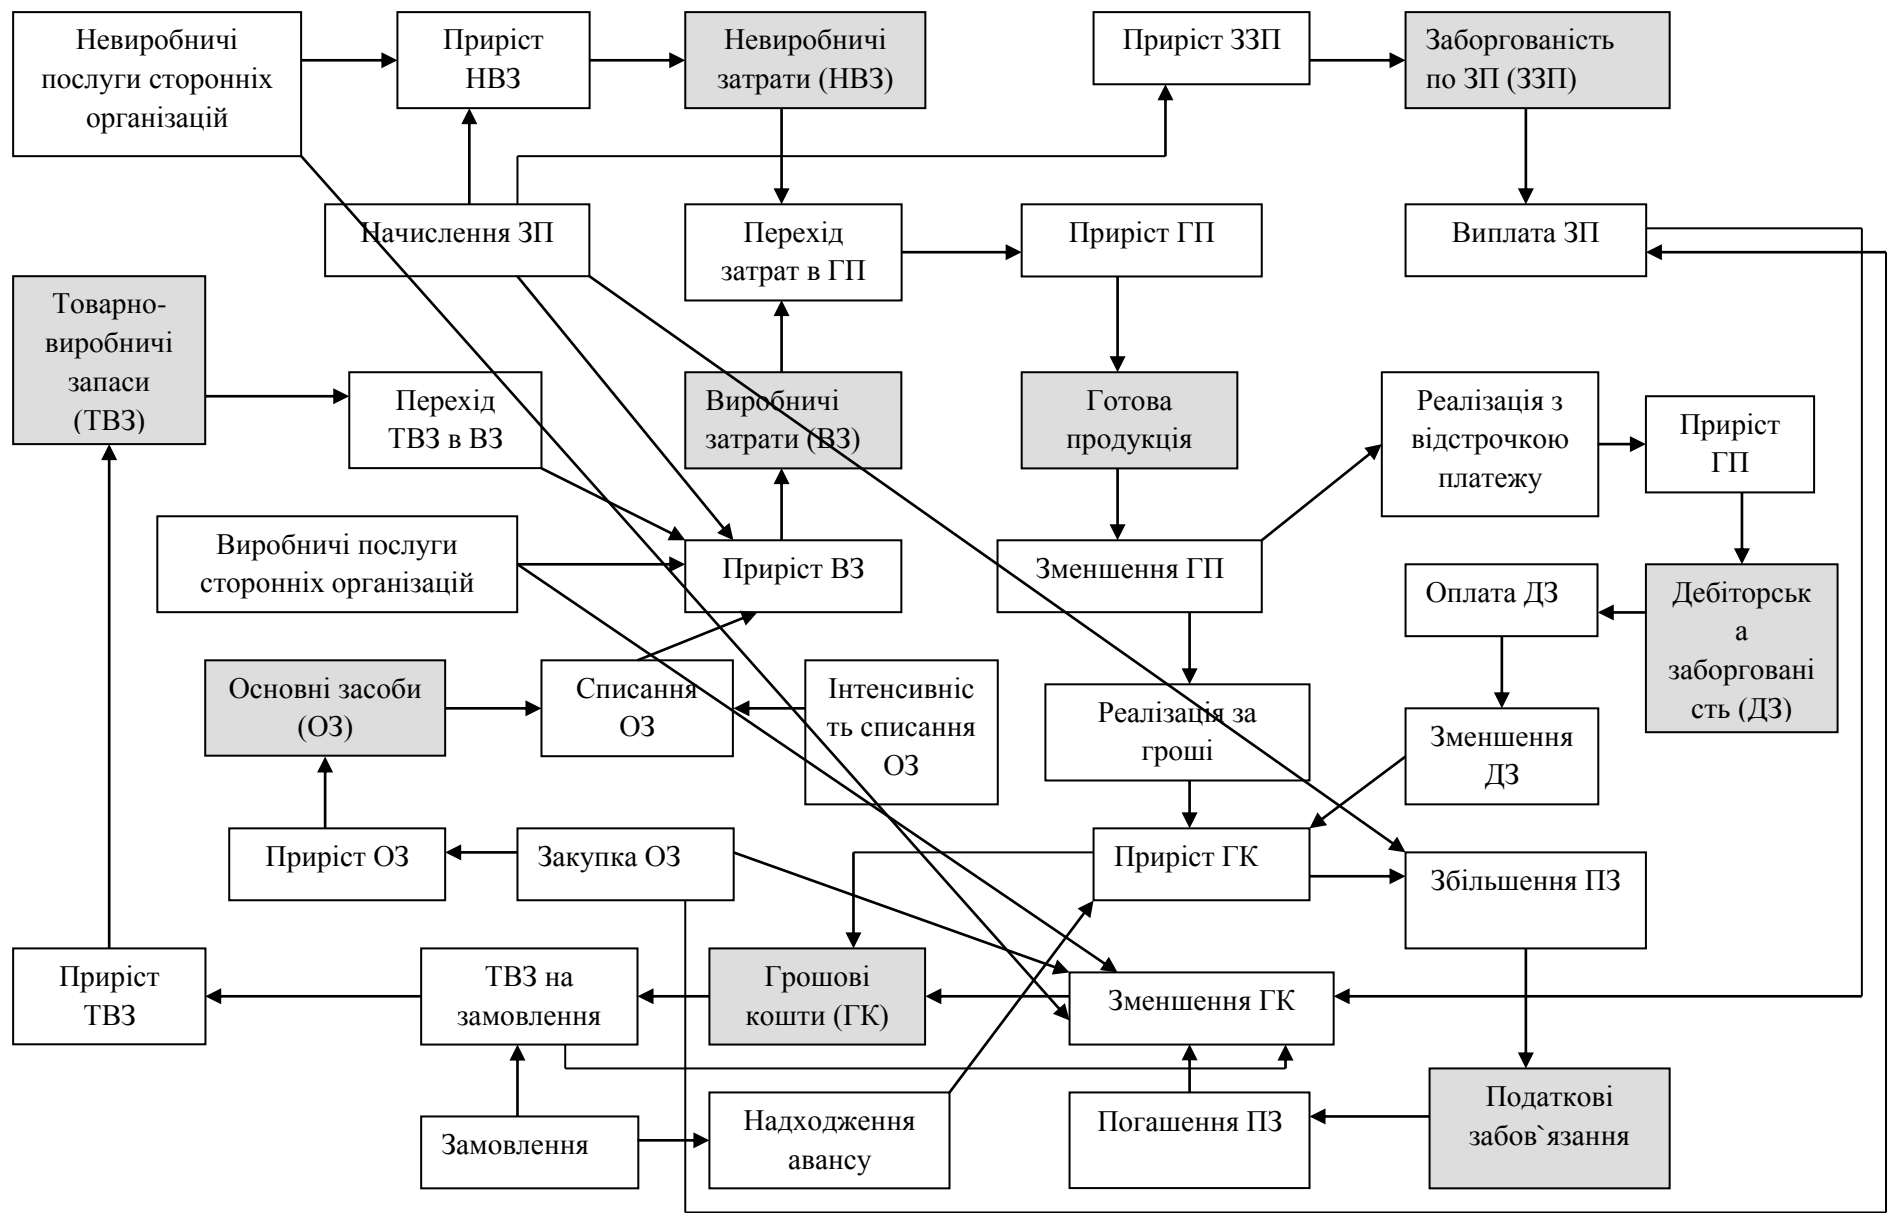 Невиробничі
послуги сторонніх
організацій
Приріст
НВЗ
Невиробничі
затрати (НВЗ)
Приріст ЗЗП
Заборгованість
по ЗП (ЗЗП)
Начислення ЗП
Перехід
затрат в ГП
Приріст ГП
Виплата ЗП
Товарно-
виробничі
запаси
(ТВЗ)
Перехід
ТВЗ в ВЗ
Виробничі
затрати (ВЗ)
Готова
продукція
Реалізація з
відстрочкою
платежу
Приріст
ГП
Виробничі послуги
сторонніх організацій
Приріст ВЗ
Зменшення ГП
Оплата ДЗ
Дебіторськ
а
заборговані
сть (ДЗ)
Основні засоби
(ОЗ)
Списання
ОЗ
Інтенсивніс
ть списання
ОЗ
Реалізація за
гроші
Зменшення
ДЗ
Приріст ОЗ
Закупка ОЗ
Приріст ГК
Збільшення ПЗ
Приріст
ТВЗ
ТВЗ на
замовлення
Грошові
кошти (ГК)
Зменшення ГК
Замовлення
Надходження
авансу
Погашення ПЗ
Податкові
забов`язання